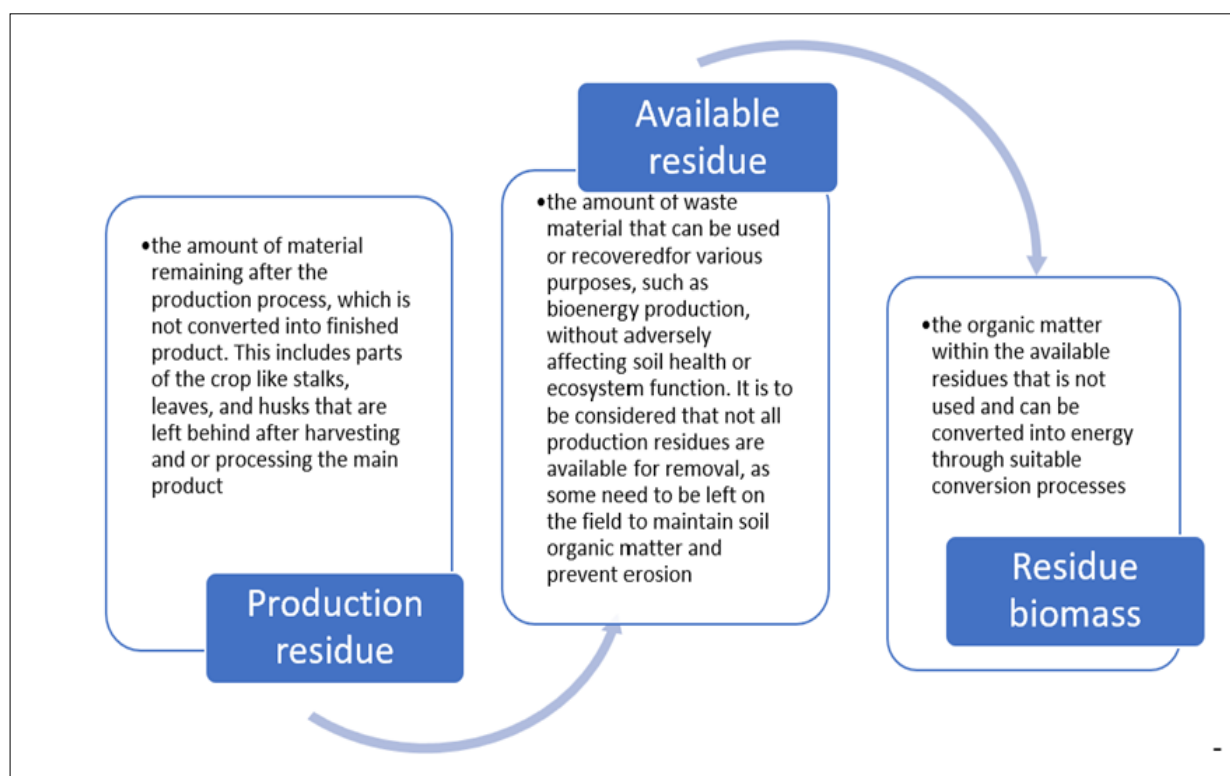 •the amount of material
remaining after the
production process, which is
not converted into finished
product. This includes parts
of the crop like stalks,
leaves, and husks that are
left behind after harvesting
and or processing the main
product
Production
residue
Available
residue
•the amount of waste
material that can be used
or recoveredfor various
purposes, such as
bioenergy production,
without adversely
affecting soil health or
ecosystem function. It is to
be considered that not all
production residues are
available for removal, as
some need to be left on
the field to maintain soil
organic matter and
prevent erosion
•the organic matter
within the available
residues that is not
used and can be
converted into energy
through suitable
conversion processes
Residue
biomass
-